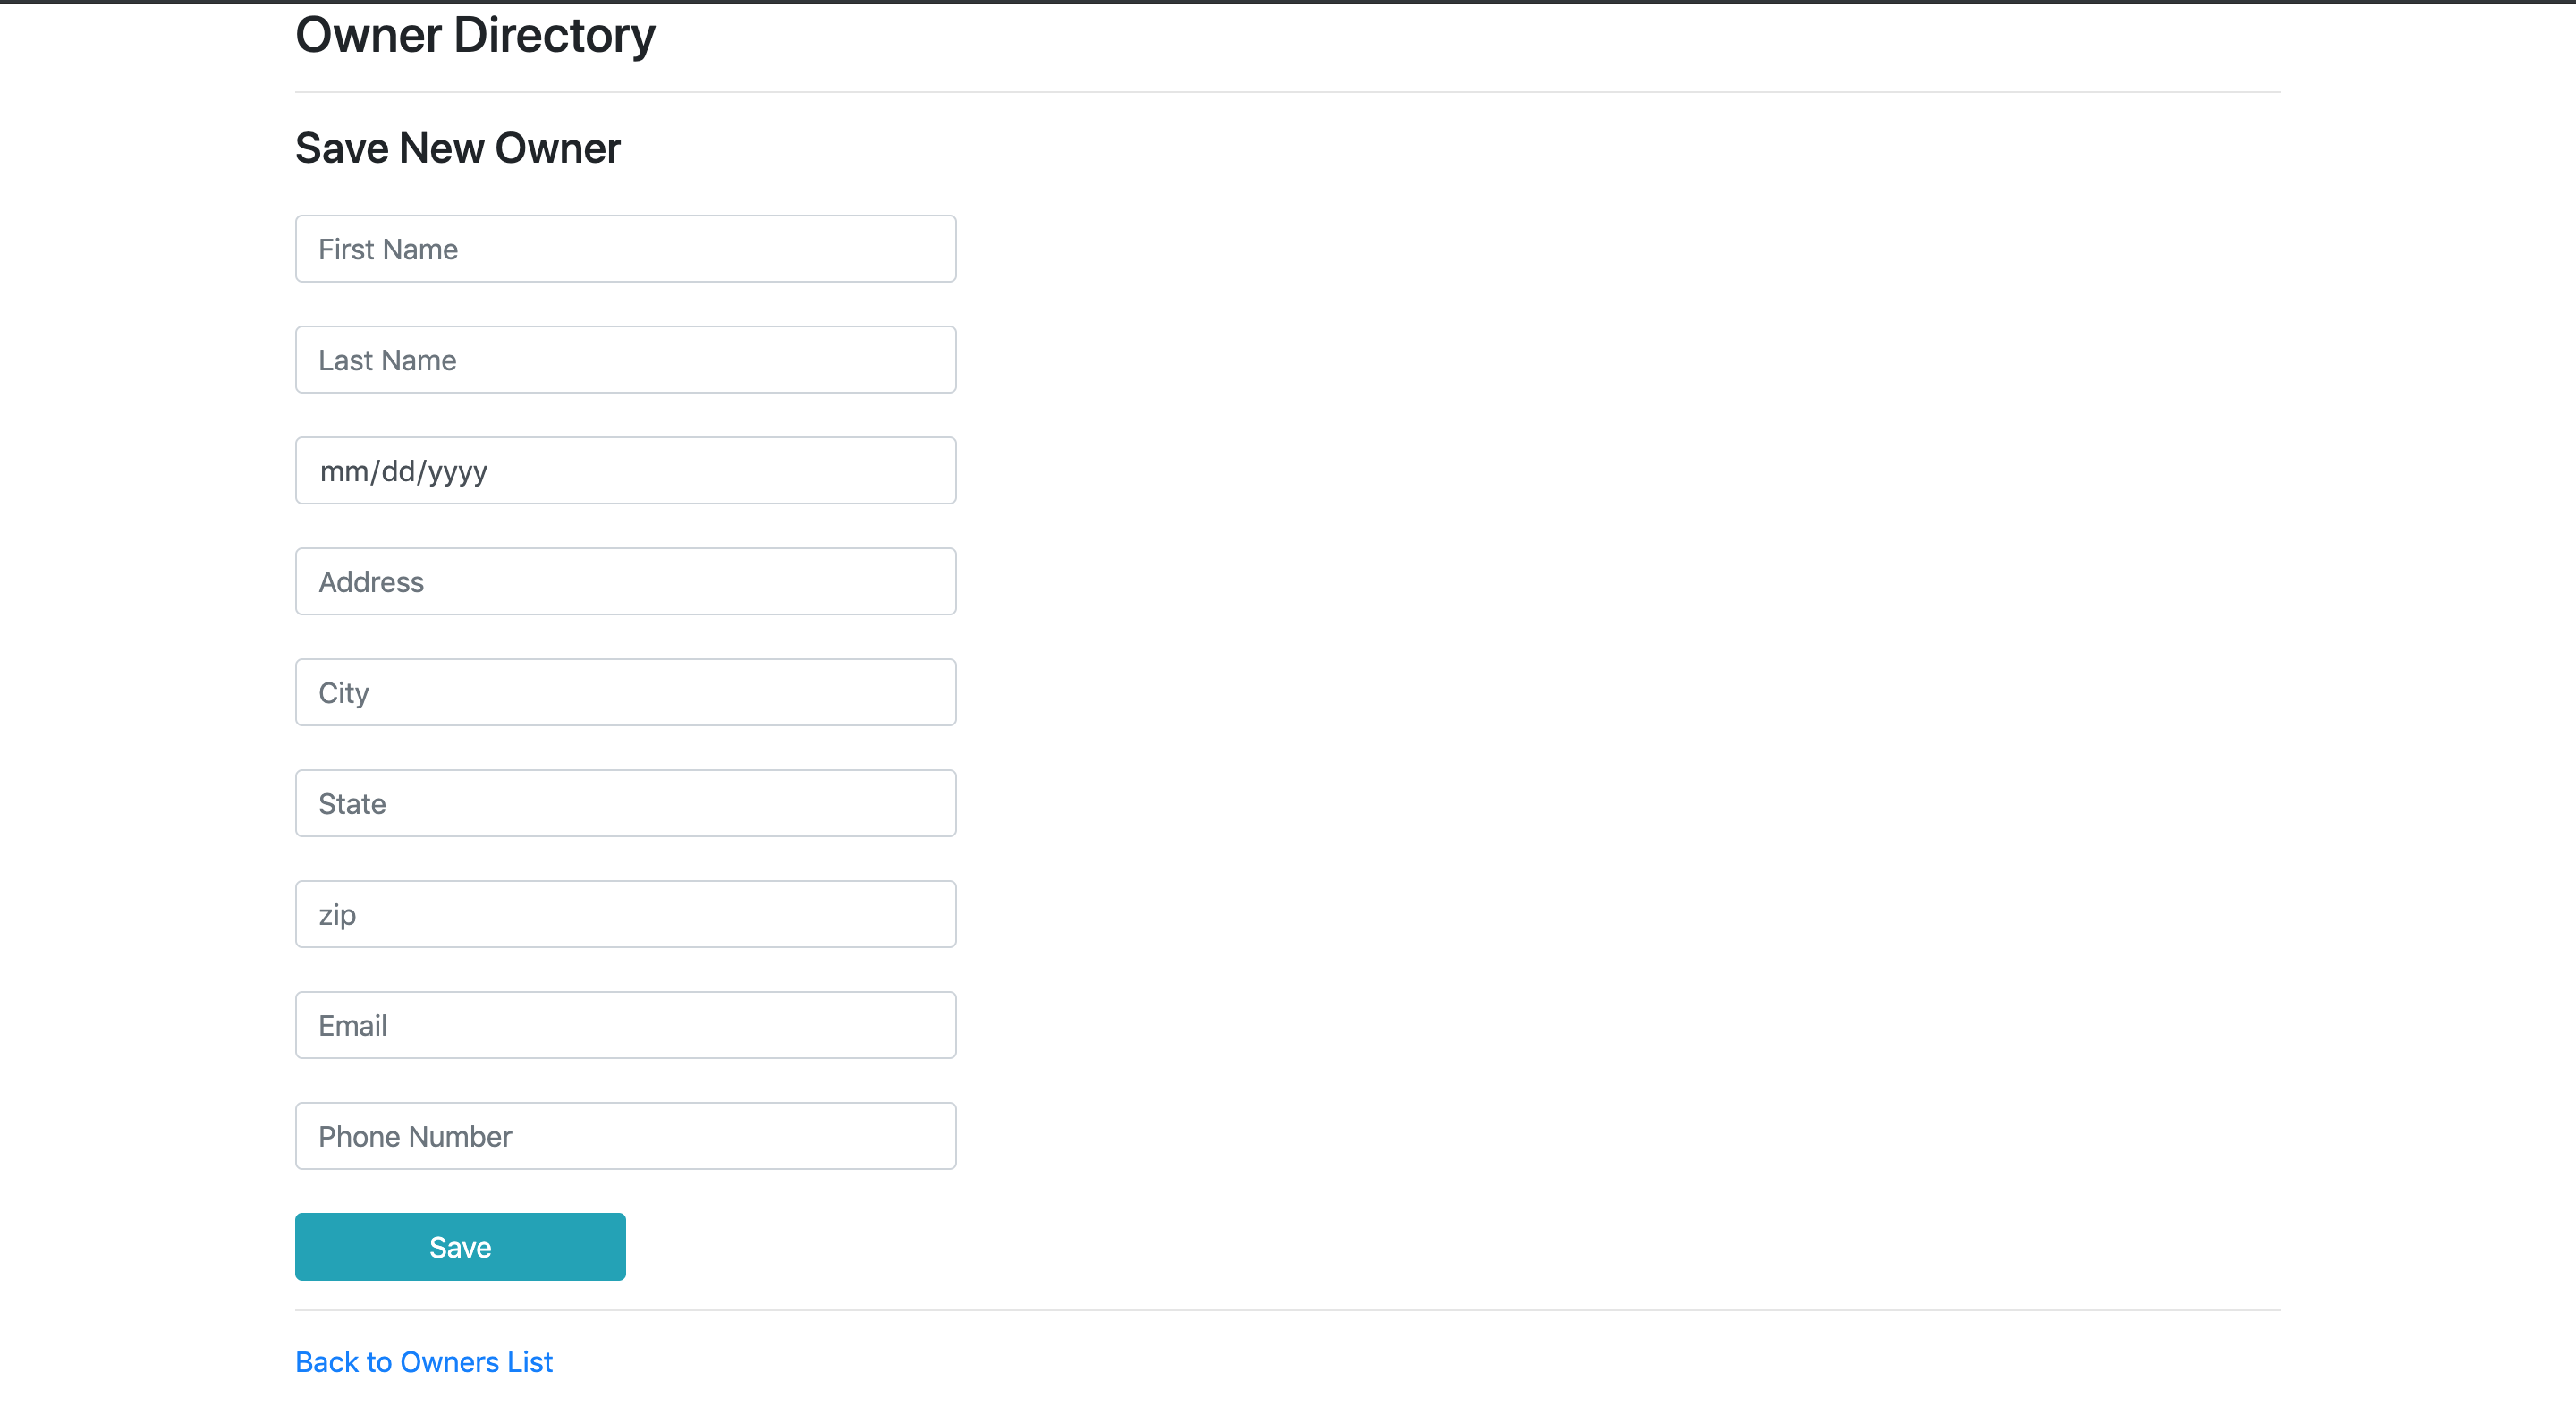 Owner Directory
Save New Owner
First Name
Last Name
mm/dd/yyyy
Address
City
State
zip
Email
Phone Number
Save
Back to Owners List